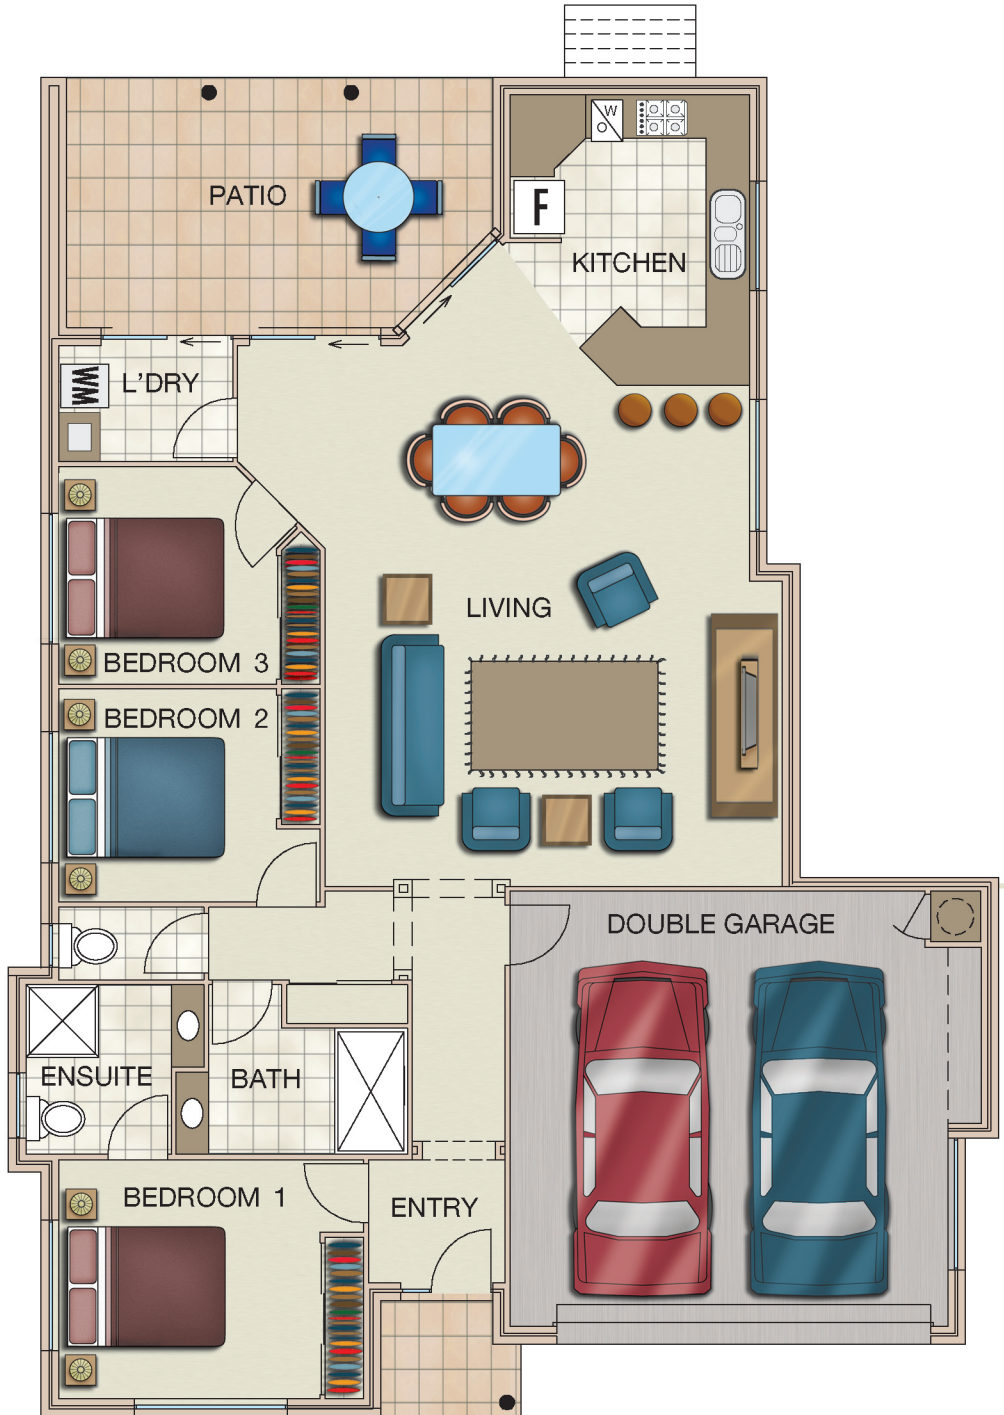 W
PATIO
F
KITCHEN
WM
L'DRY
LIVING
BEDROOM 3
BEDROOM 2
DOUBLE GARAGE
ENSUITE
BATH
BEDROOM 1
ENTRY